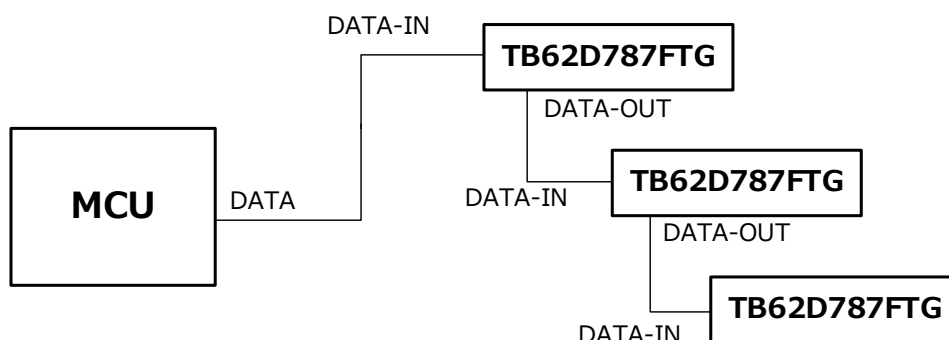 DATA-IN
TB62D787FTG
DATA-OUT
MCU
DATA
DATA-IN
TB62D787FTG
DATA-OUT
TB62D787FTG
DATA-IN